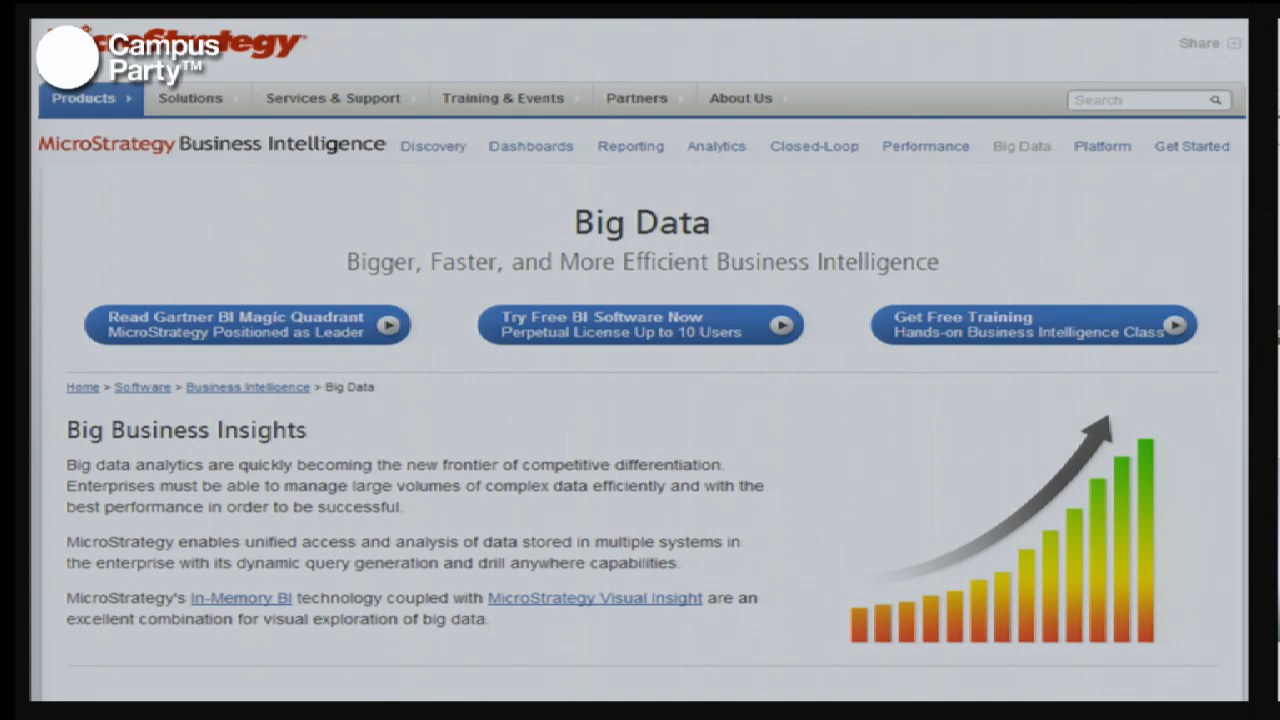 MicroStrategy
Campus
Party™
Share
Products
Solutions
Services & Support
Training & Events
Partners
About Us
Search
MicroStrategy Business Intelligence
Discovery
Dashboards
Reporting
Analytics
Closed-Loop
Performance
Big Data
Platform
Get Started
Big Data
Bigger, Faster, and More Efficient Business Intelligence
Read Gartner BI Magic Quadrant
MicroStrategy Positioned as Leader
Try Free BI Software Now
Perpetual License Up to 10 Users
Get Free Training
Hands-on Business Intelligence Class
Home > Software > Business Intelligence > Big Data
Big Business Insights
Big data analytics are quickly becoming the new frontier of competitive differentiation.
Enterprises must be able to manage large volumes of complex data efficiently and with the
best performance in order to be successful.
MicroStrategy enables unified access and analysis of data stored in multiple systems in
the enterprise with its dynamic query generation and drill anywhere capabilities.
MicroStrategy's In-Memory BI technology coupled with MicroStrategy Visual Insight are an
excellent combination for visual exploration of big data.